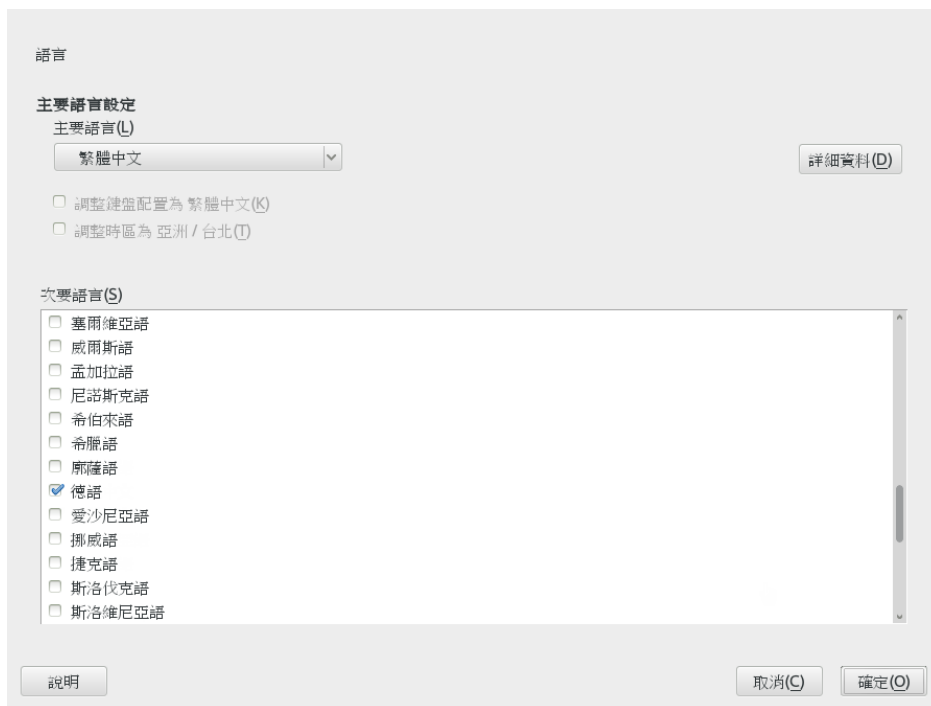 語言
主要語言設定
主要語言(L)
繁體中文
詳細資料(D)
調整鍵盤配置為 繁體中文(K)
調整時區為 亞洲 / 台北(T)
次要語言(S)
塞爾維亞語
威爾斯語
孟加拉語
尼諾斯克語
希伯來語
希臘語
廓薩語
德語
愛沙尼亞語
挪威語
捷克語
斯洛伐克語
斯洛維尼亞語
說明
取消(C)
確定(O)